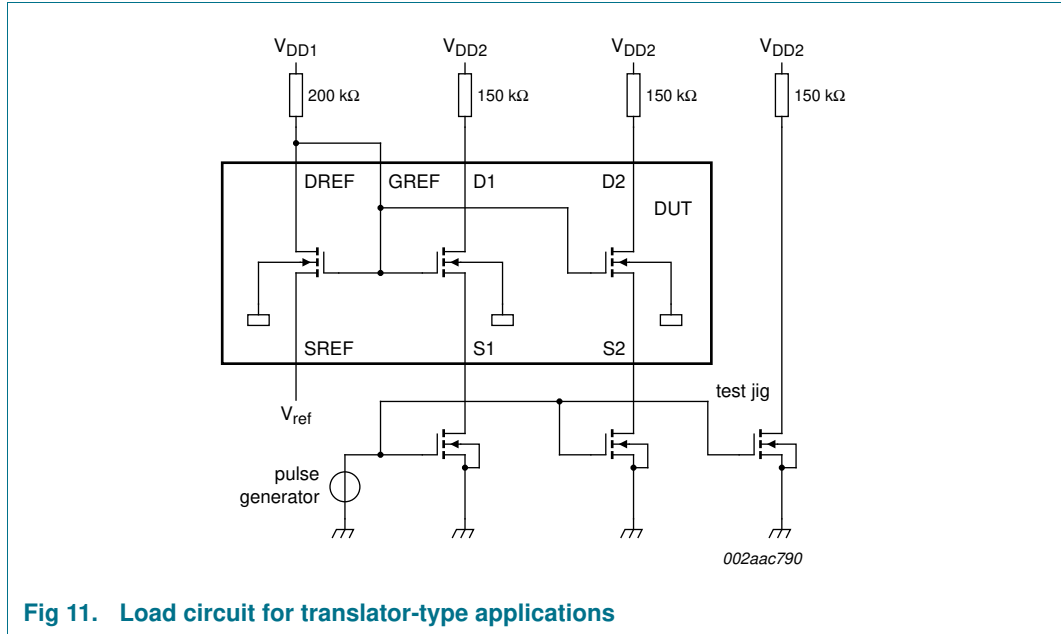 VDD1 VDD2 VDD2 VDD2
200 kΩ 150 kΩ 150 kΩ 150 kΩ
DREF GREF D1 D2
DUT
SREF S1 S2
test jig
Vref
pulse
generator
002aac790
Fig 11. Load circuit for translator-type applications